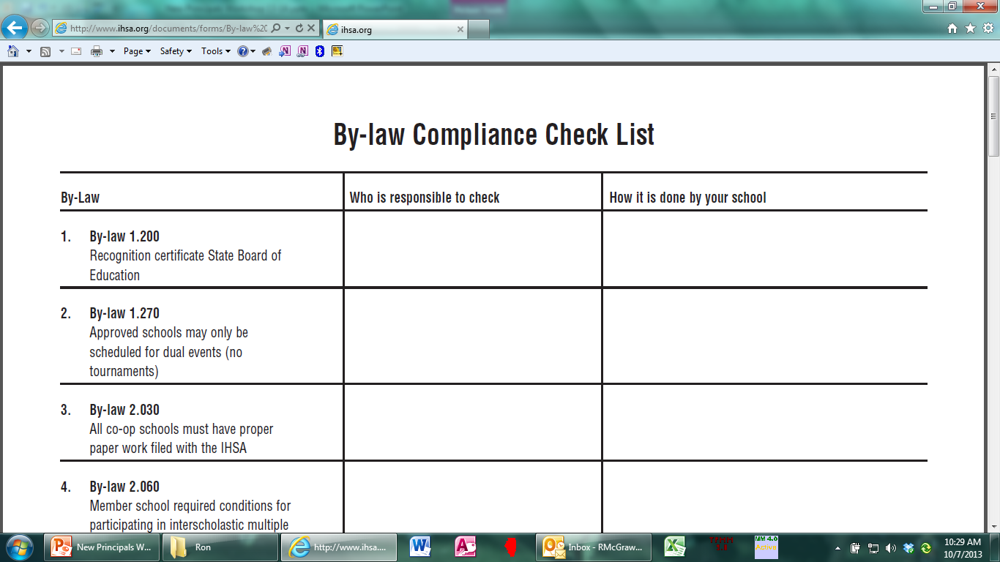 http://www.ihsa.org/documents/forms/By-law%20
ihsa.org
Page
Safety
Tools
By-law Compliance Check List
By-Law
Who is responsible to check
How it is done by your school
1. By-law 1.200
Recognition certificate State Board of
Education
2. By-law 1.270
Approved schools may only be
scheduled for dual events (no
tournaments)
3. By-law 2.030
All co-op schools must have proper
paper work filed with the IHSA
4. By-law 2.060
Member school required conditions for
participating in interscholastic multiple
New Principals W...
Ron
http://www.ihsa....
Inbox - RMcGraw...
MM 4.0
Active
10:29 AM
10/7/2013